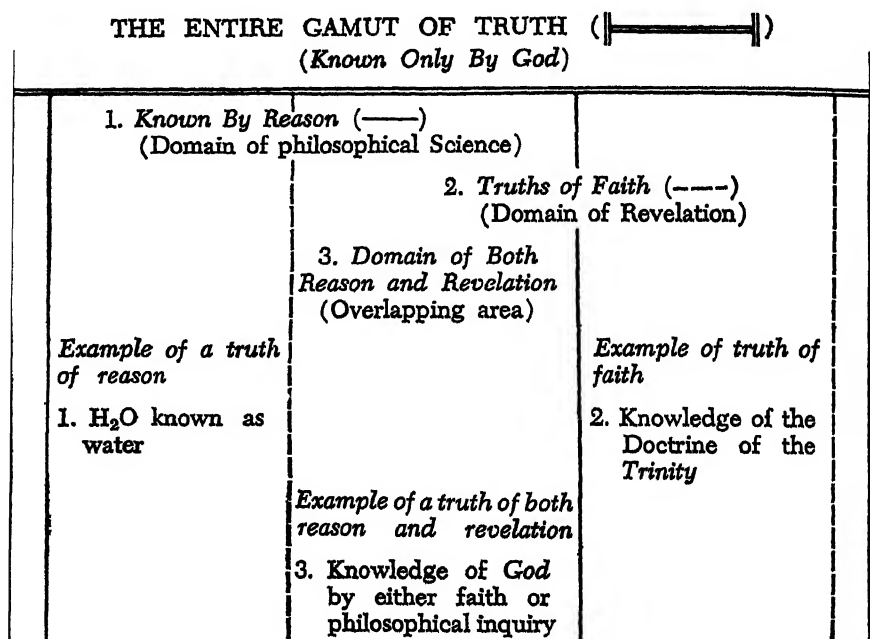 THE ENTIRE GAMUT OF TRUTH ()
(Known Only By God)
1. Known By Reason (——)
(Domain of philosophical Science)
2. Truths of Faith (----)
(Domain of Revelation)
3. Domain of Both
Reason and Revelation
(Overlapping area)
Example of a truth
of reason
1. H₂O known as
water
Example of truth of
faith
2. Knowledge of the
Doctrine of the
Trinity
Example of a truth of both
reason and revelation
3. Knowledge of God
by either faith or
philosophical inquiry